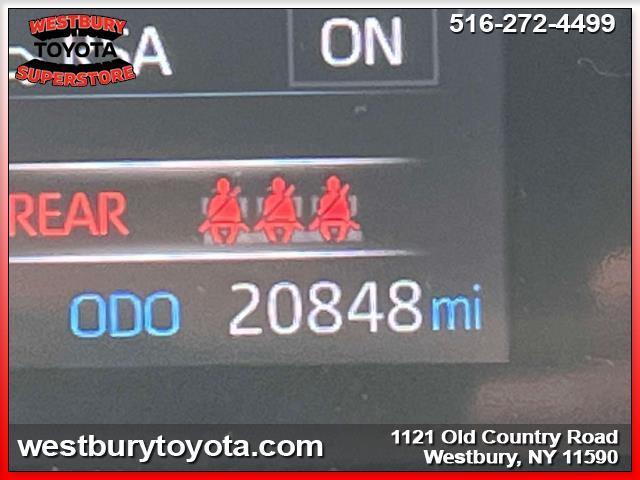 WESTBURY
TOYOTA
SUPERSTORE
516-272-4499
ON
REAR
ODO 20848 mi
westburytoyota.com
1121 Old Country Road
Westbury, NY 11590